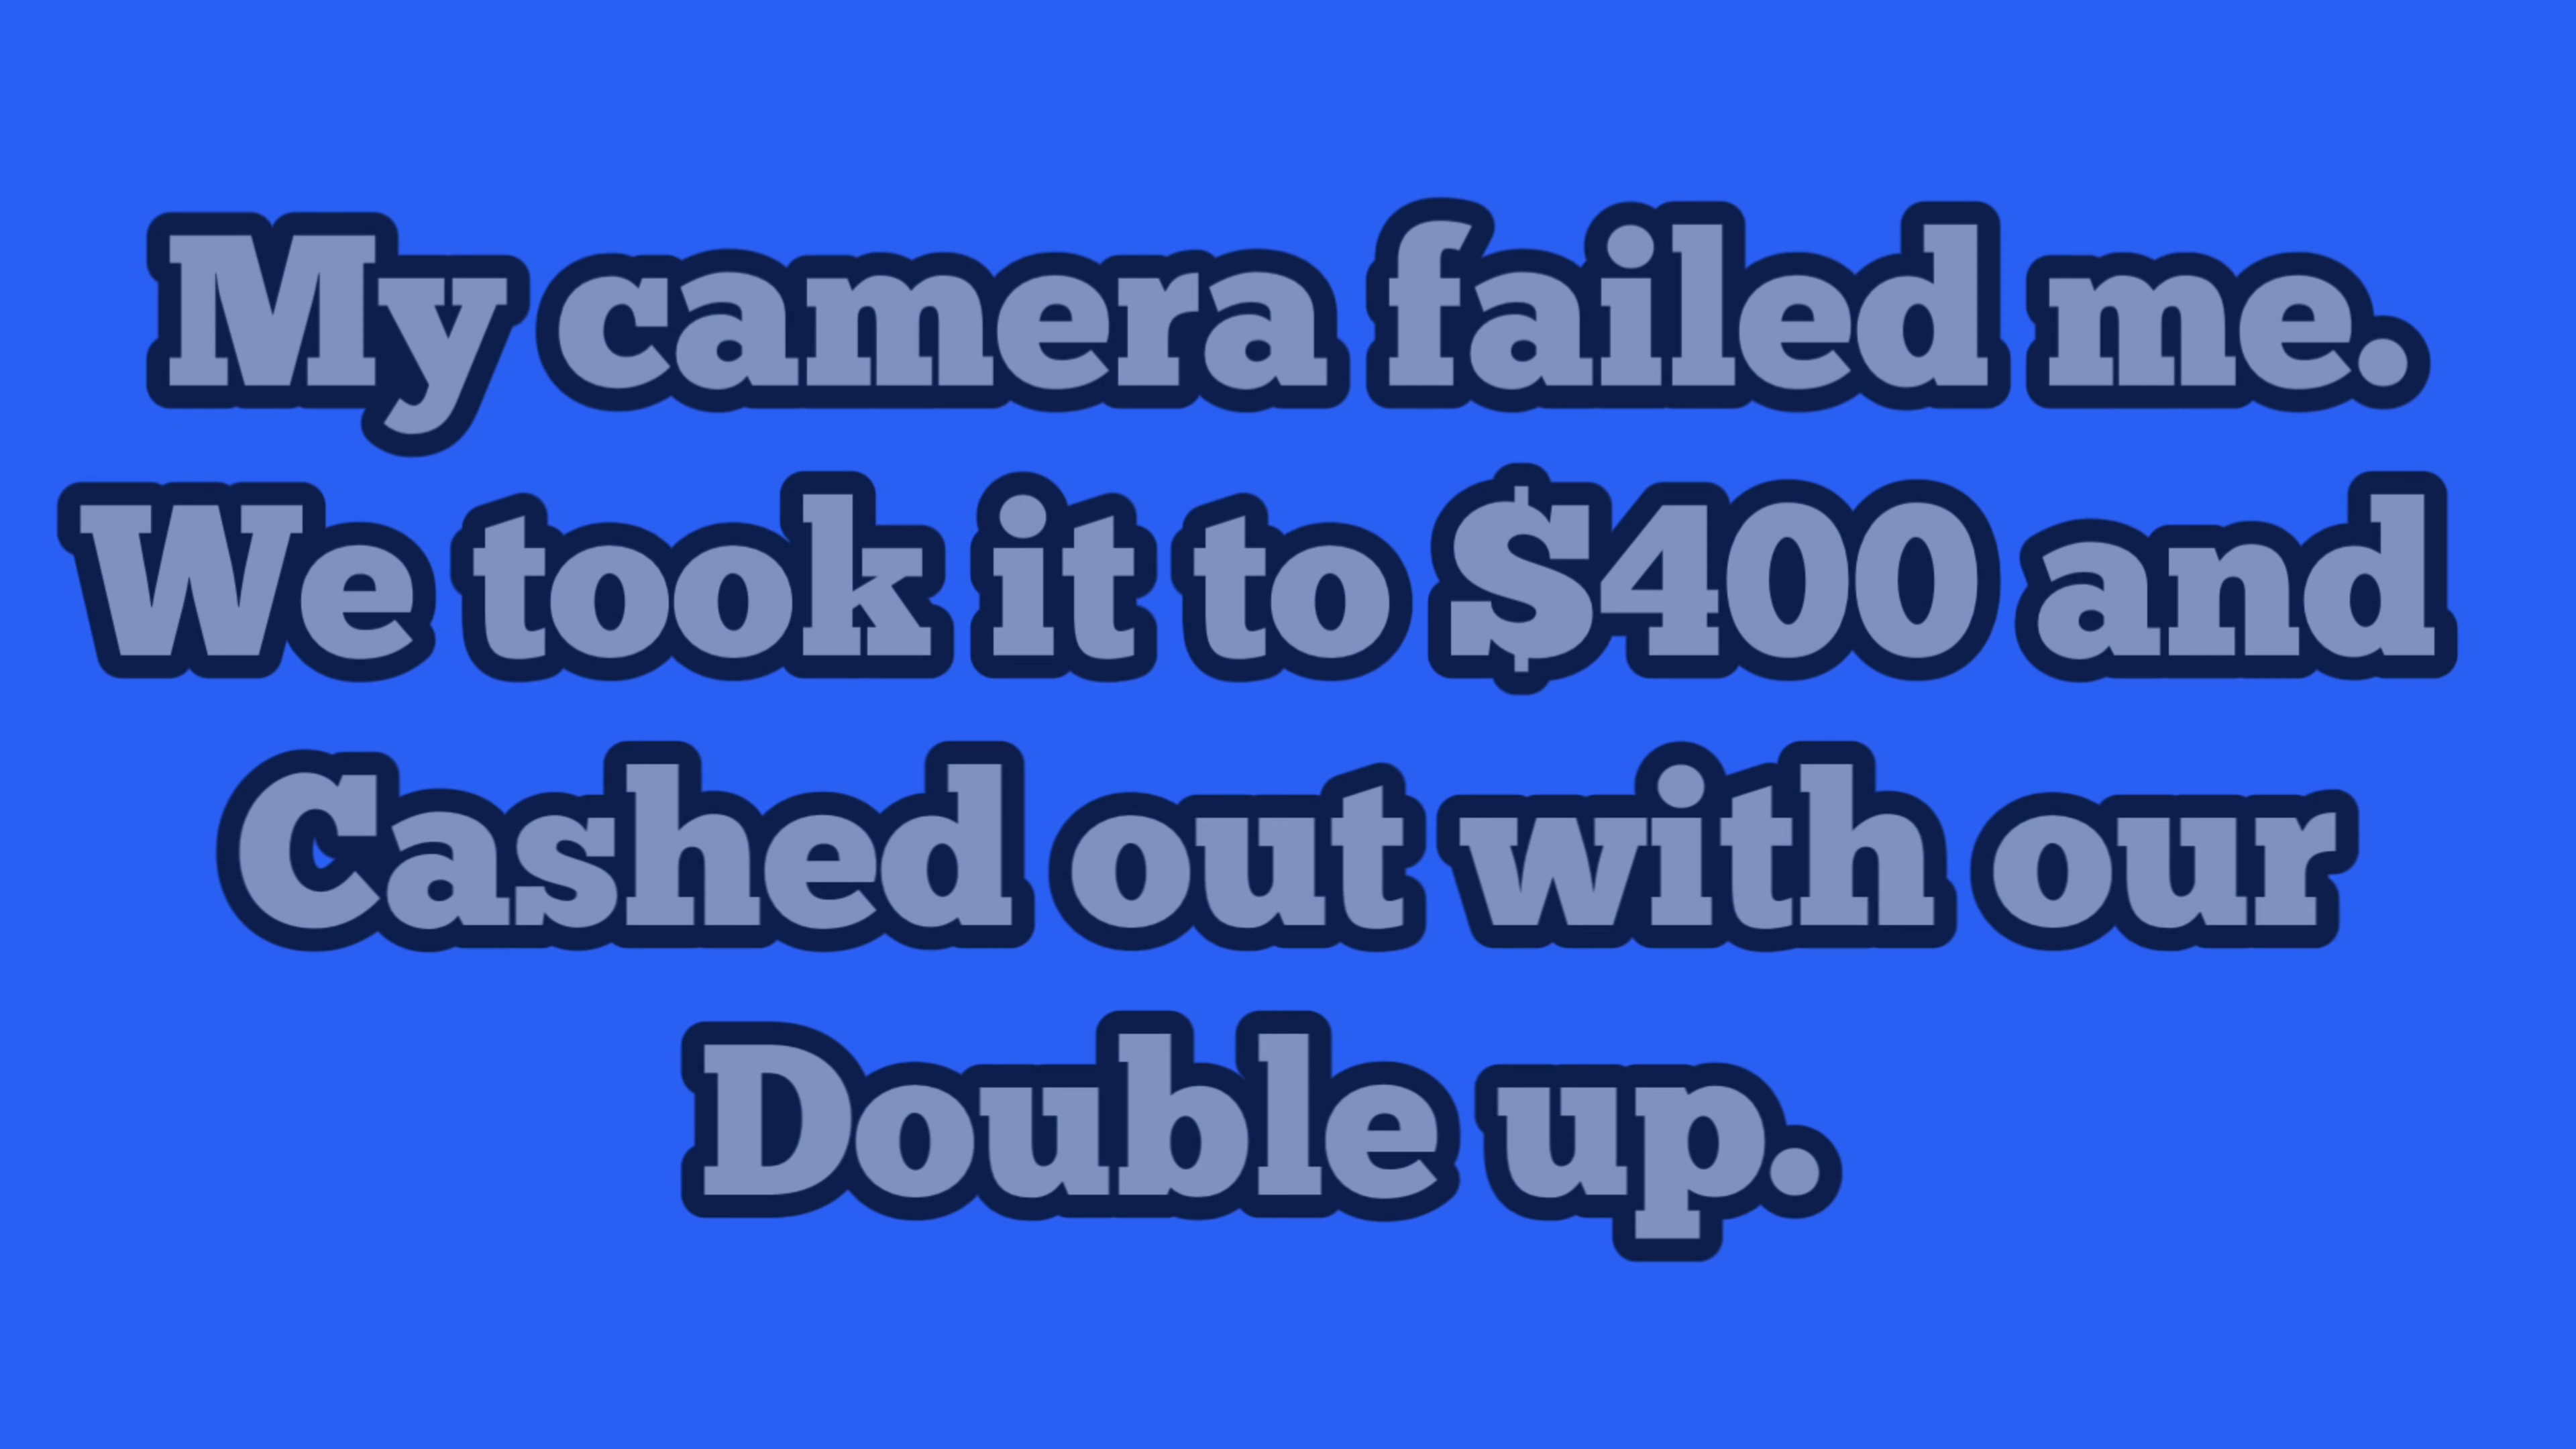 My camera failed me.
We took it to $400 and
Cashed out with our
Double up.